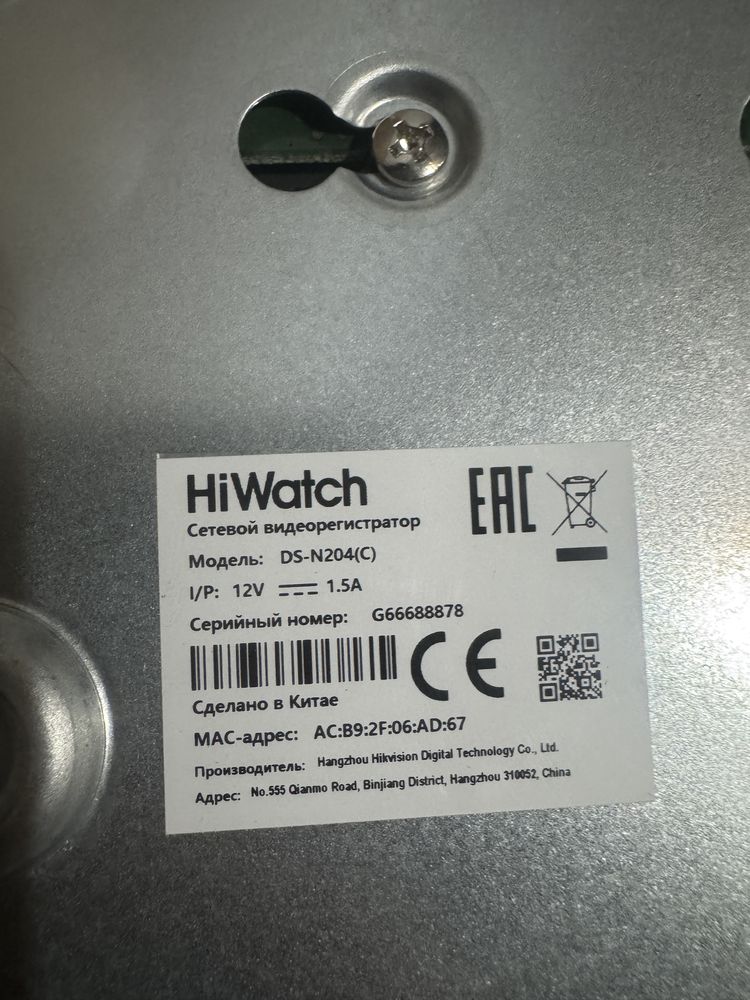 HiWatch
EAC
Сетевой видеорегистратор
Модель: DS-N204(C)
I/P: 12V 1.5A
Серийный номер: G66688878
CE
Сделано в Китае
MAC-адрес: AC:B9:2F:06:AD:67
Производитель: Hangzhou Hikvision Digital Technology Co., Ltd.
Адрес: No.555 Qianmo Road, Binjiang District, Hangzhou 310052, China